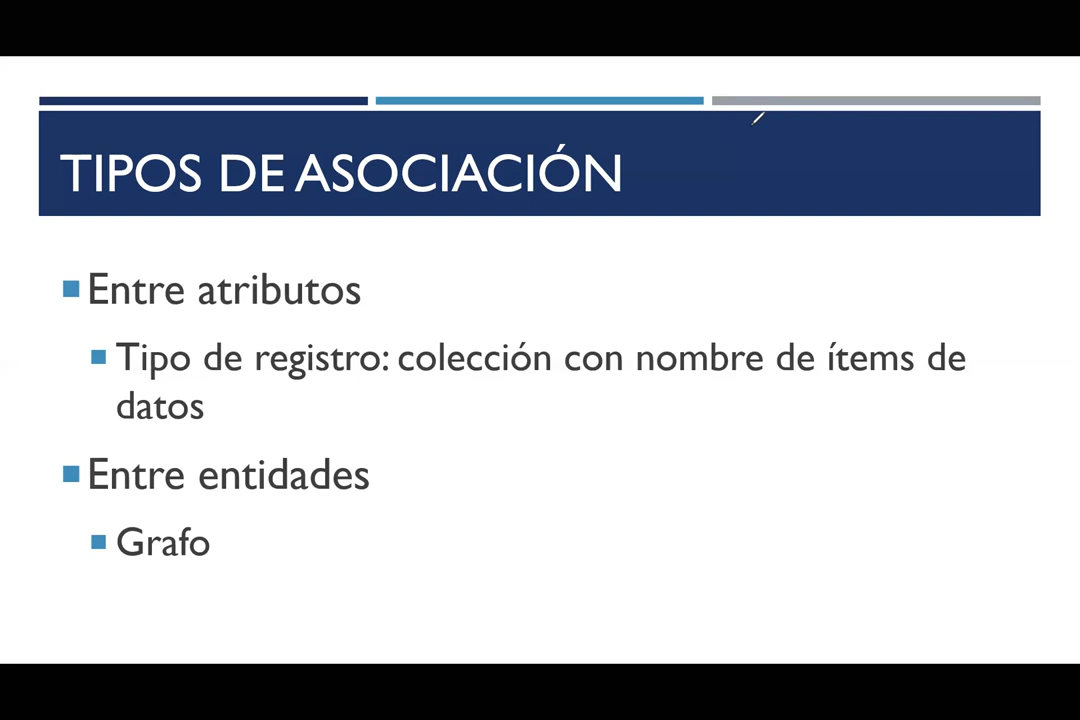 TIPOS DE ASOCIACIÓN
Entre atributos
Tipo de registro: colección con nombre de ítems de
datos
Entre entidades
Grafo